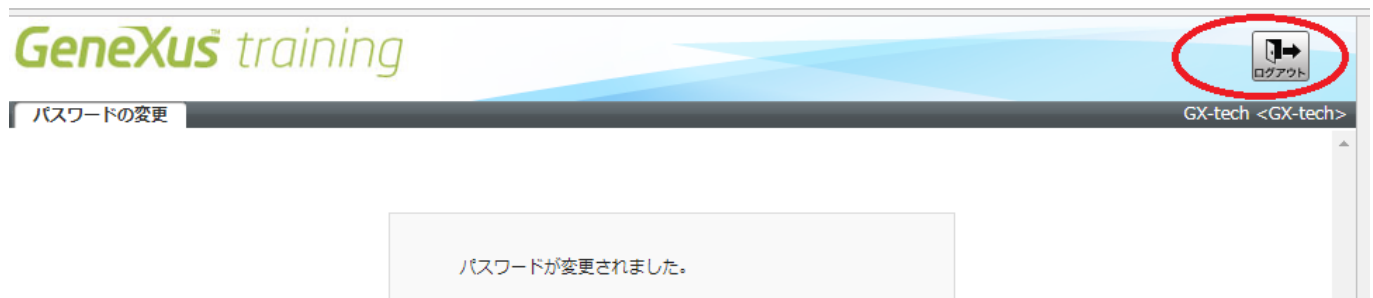 GeneXus™ training
ログアウト
パスワードの変更
GX-tech <GX-tech>
パスワードが変更されました。